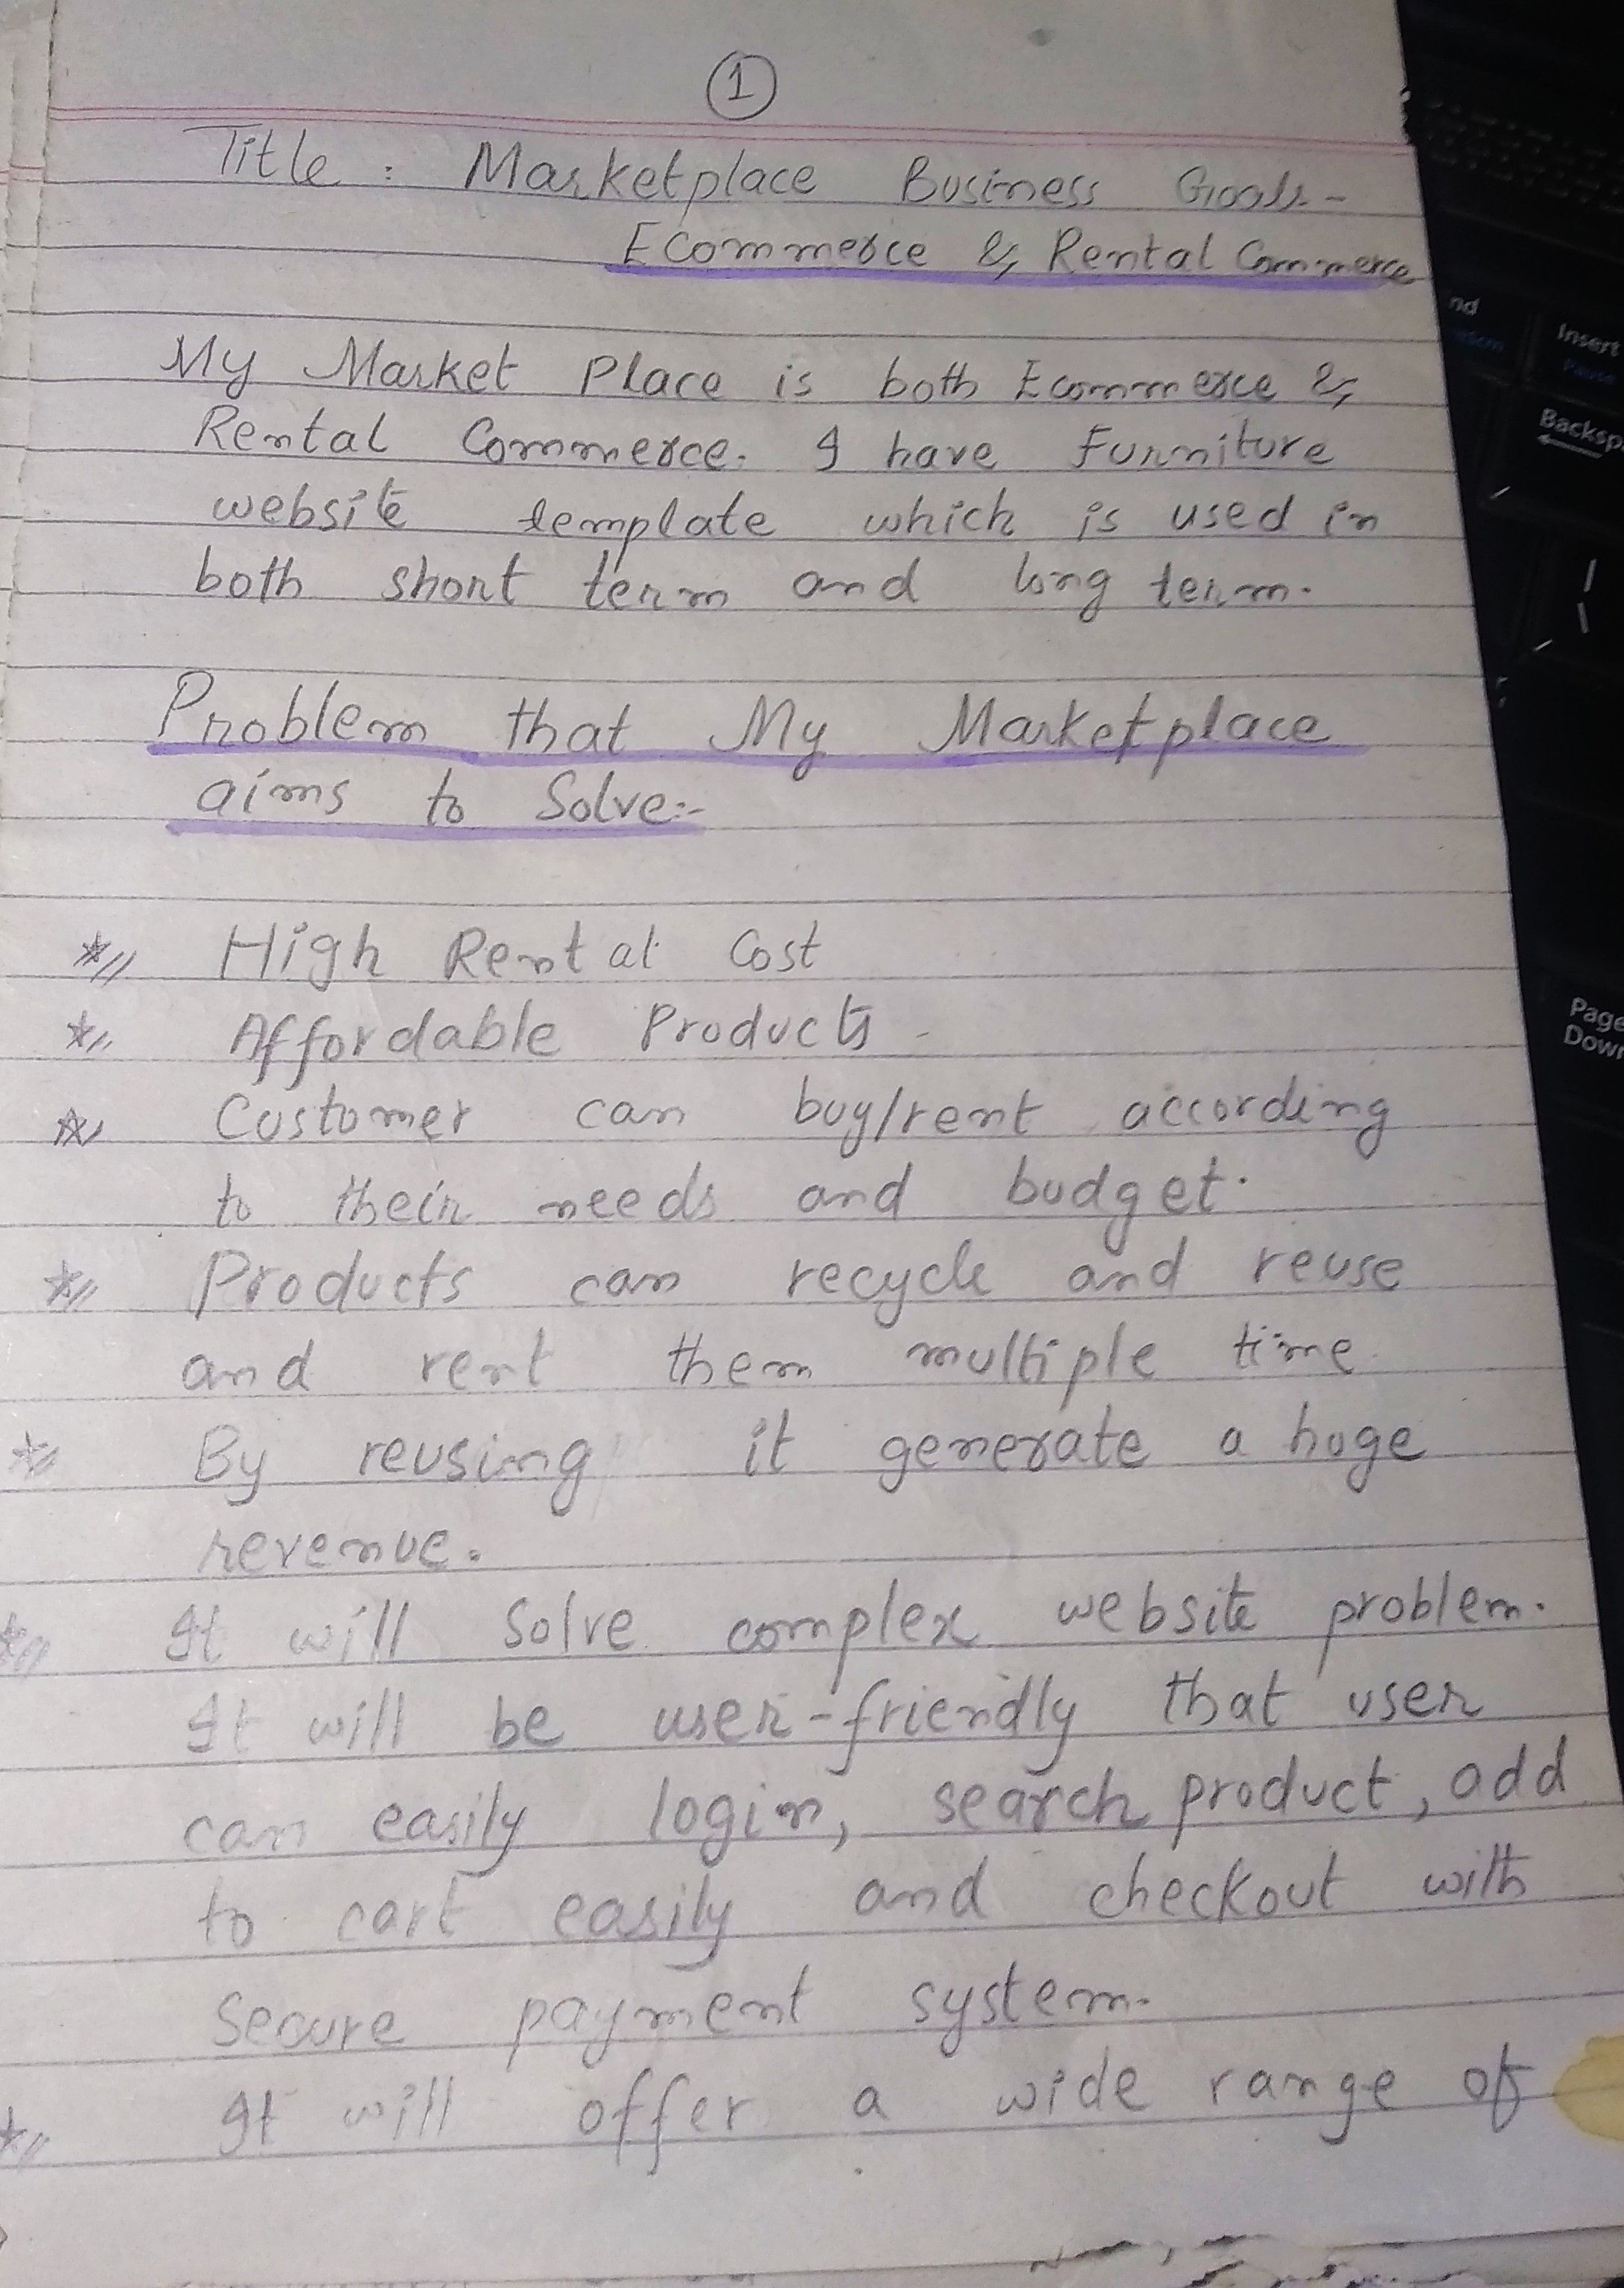 1
Title : Marketplace Business Goals -
Ecommerce & Rental Commerce
My Market Place is both Ecommerce &
Rental Commerce. I have Furniture
website template which is used in
both short term and long term.
Problem that My Marketplace
aims to Solve:-
* High Rental Cost
* Affordable Products -
* Customer can buy/rent according
to their needs and budget.
* Products can recycle and reuse
and rent them multiple time
* By reusing it generate a huge
revenue.
* It will solve complex website problem.
It will be user-friendly that user
can easily login, search product, add
to cart easily and checkout with
secure payment system.
* It will offer a wide range of
nd
Insert
Pause
Backsp
Page
Down